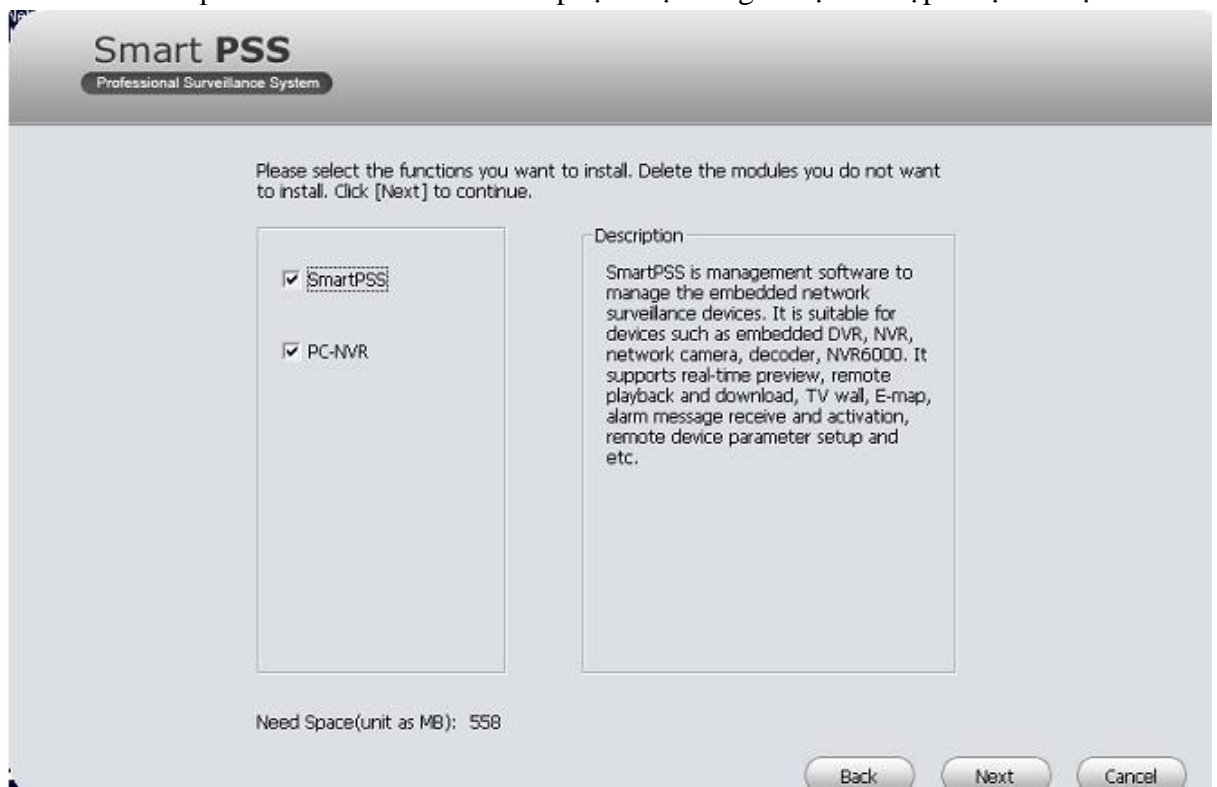 Smart PSS
Professional Surveillance System
Please select the functions you want to install. Delete the modules you do not want
to install. Click [Next] to continue.
SmartPSS
PC-NVR
Description
SmartPSS is management software to
manage the embedded network
surveillance devices. It is suitable for
devices such as embedded DVR, NVR,
network camera, decoder, NVR6000. It
supports real-time preview, remote
playback and download, TV wall, E-map,
alarm message receive and activation,
remote device parameter setup and
etc.
Need Space(unit as MB): 558
Back
Next
Cancel